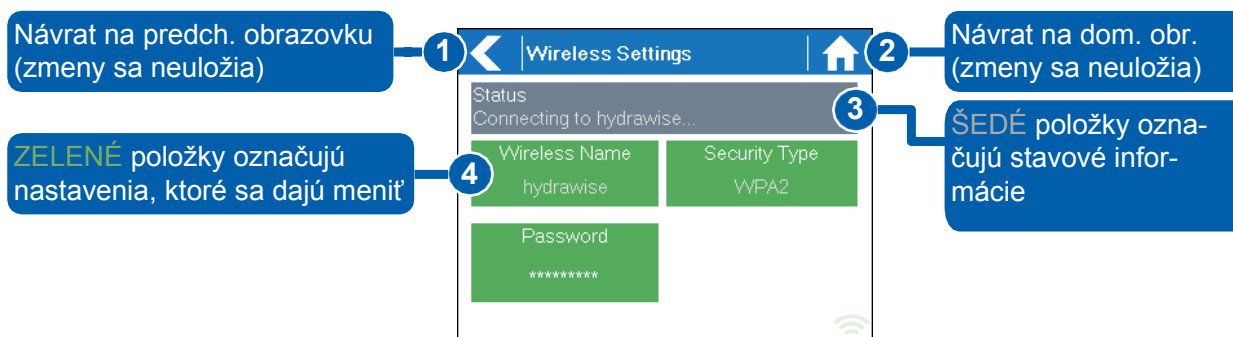 Návrat na predch. obrazovku
(zmeny sa neuložia)
1
Wireless Settings
2
Návrat na dom. obr.
(zmeny sa neuložia)
Status
Connecting to hydrawise...
3
ŠEDÉ položky ozna-
čujú stavové infor-
mácie
ZELENÉ položky označujú
nastavenia, ktoré sa dajú meniť
4
Wireless Name
hydrawise
Security Type
WPA2
Password
*********